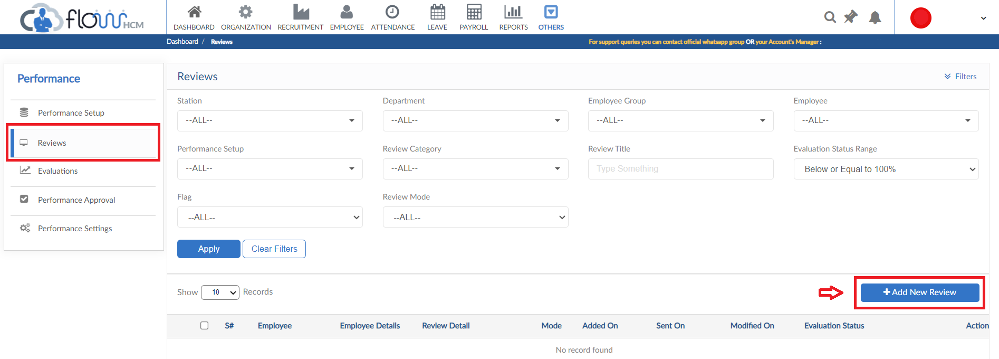 flowHCM
DASHBOARD ORGANIZATION RECRUITMENT EMPLOYEE ATTENDANCE LEAVE PAYROLL REPORTS OTHERS
Dashboard / Reviews
For support queries you can contact official whatsapp group OR your Account's Manager :
Performance
Performance Setup
Reviews
Evaluations
Performance Approval
Performance Settings
Reviews
Filters
Station Department Employee Group Employee
--ALL-- --ALL-- --ALL-- --ALL--
Performance Setup Review Category Review Title Evaluation Status Range
--ALL-- --ALL-- Type Something Below or Equal to 100%
Flag Review Mode
--ALL-- --ALL--
Apply Clear Filters
Show 10 Records
+ Add New Review
S# Employee Employee Details Review Detail Mode Added On Sent On Modified On Evaluation Status Action
No record found